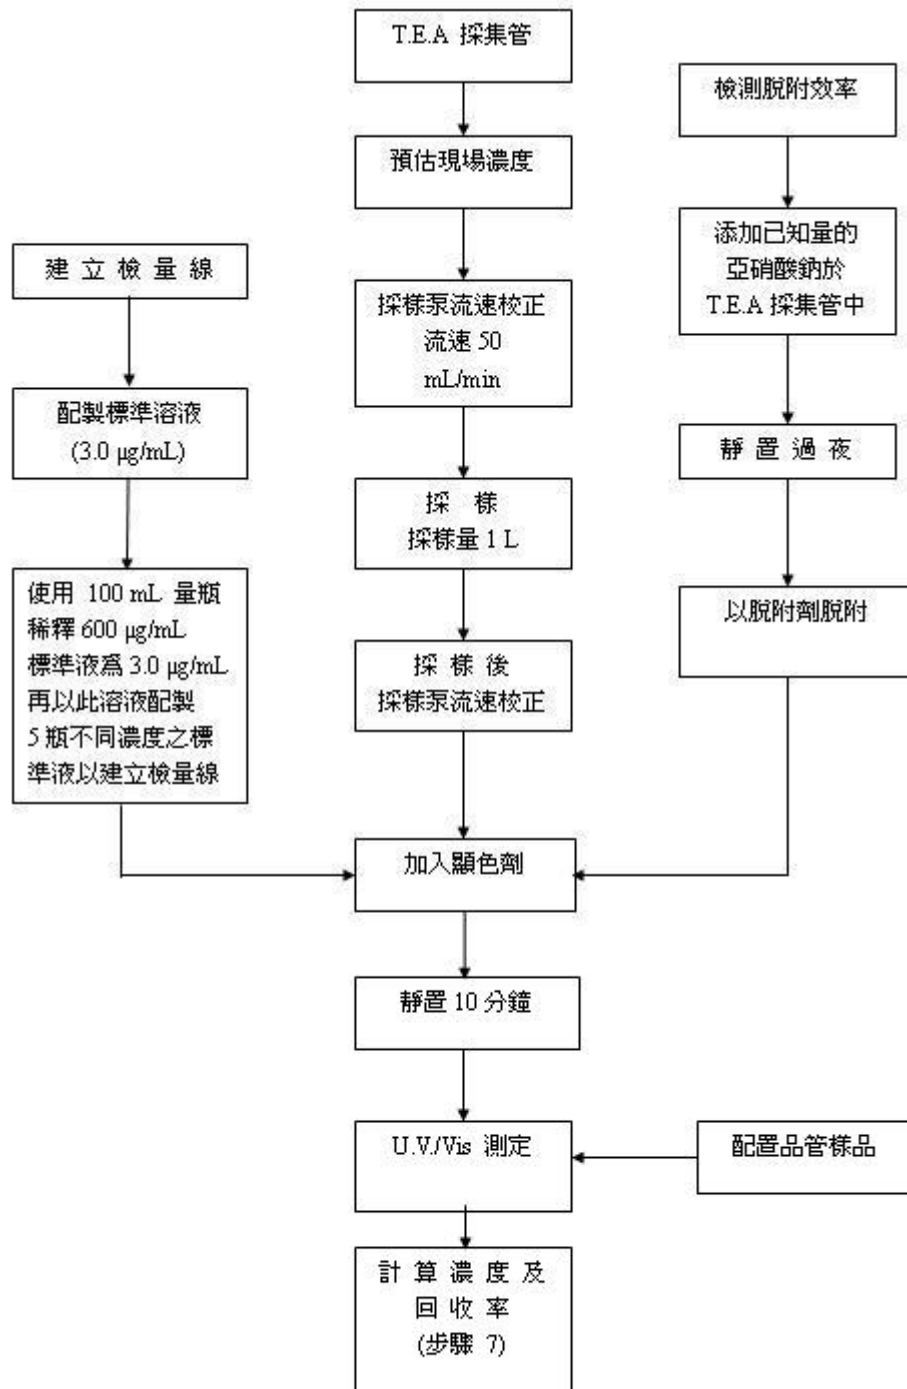 T.E.A 採集管
預估現場濃度
採樣泵流速校正
流速 50
mL/min
採 樣
採樣量 1 L
採 樣 後
採樣泵流速校正
建 立 檢 量 線
配製標準溶液
(3.0 μg/mL)
使用 100 mL 量瓶
稀釋 600 μg/mL
標準液爲 3.0 μg/mL
再以此溶液配製
5 瓶不同濃度之標
準液以建立檢量線
檢測脫附效率
添加已知量的
亞硝酸鈉於
T.E.A 採集管中
靜 置 過 夜
以脫附劑脫附
加入顯色劑
靜置 10 分鐘
U.V./Vis 測定
配置品管樣品
計 算 濃 度 及
回 收 率
(步驟 7)